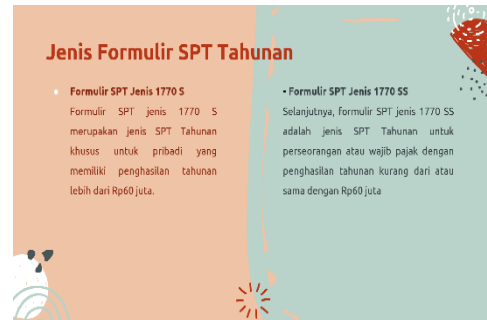 Jenis Formulir SPT Tahunan
• Formulir SPT Jenis 1770 S
Formulir SPT jenis 1770 S
merupakan jenis SPT Tahunan
khusus untuk pribadi yang
memiliki penghasilan tahunan
lebih dari Rp60 juta.
• Formulir SPT Jenis 1770 SS
Selanjutnya, formulir SPT jenis 1770 SS
adalah jenis SPT Tahunan untuk
perseorangan atau wajib pajak dengan
penghasilan tahunan kurang dari atau
sama dengan Rp60 juta